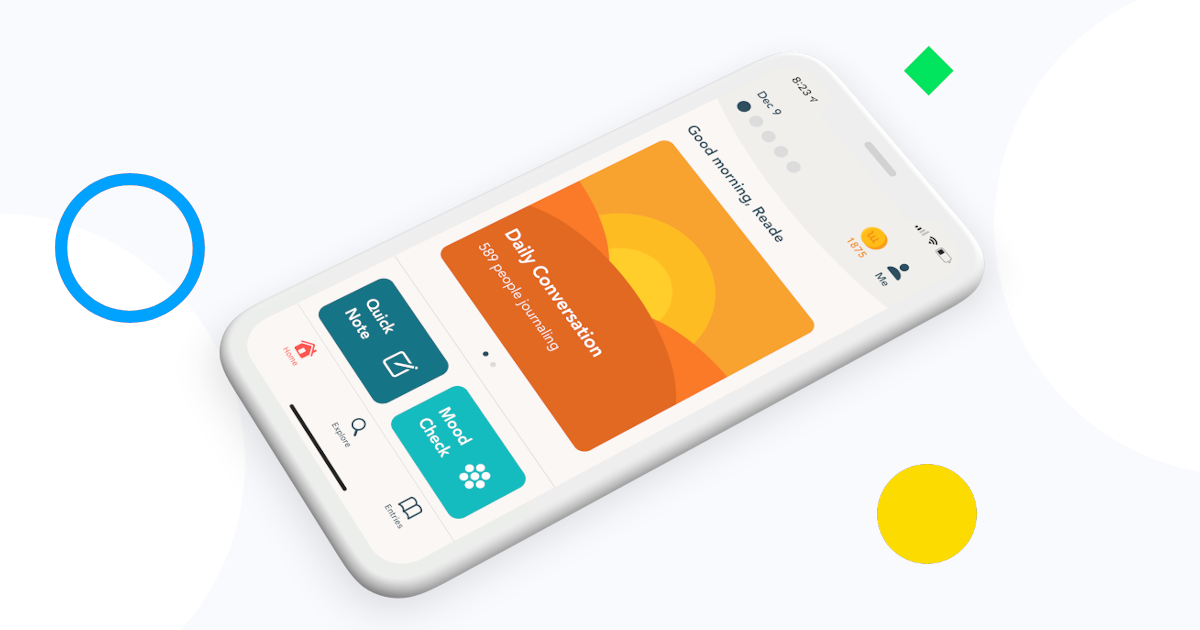 8:23
Dec 9
1875
Me
Good morning, Reade
Daily Conversation
589 people journaling
Quick
Note
Mood
Check
Home
Explore
Entries